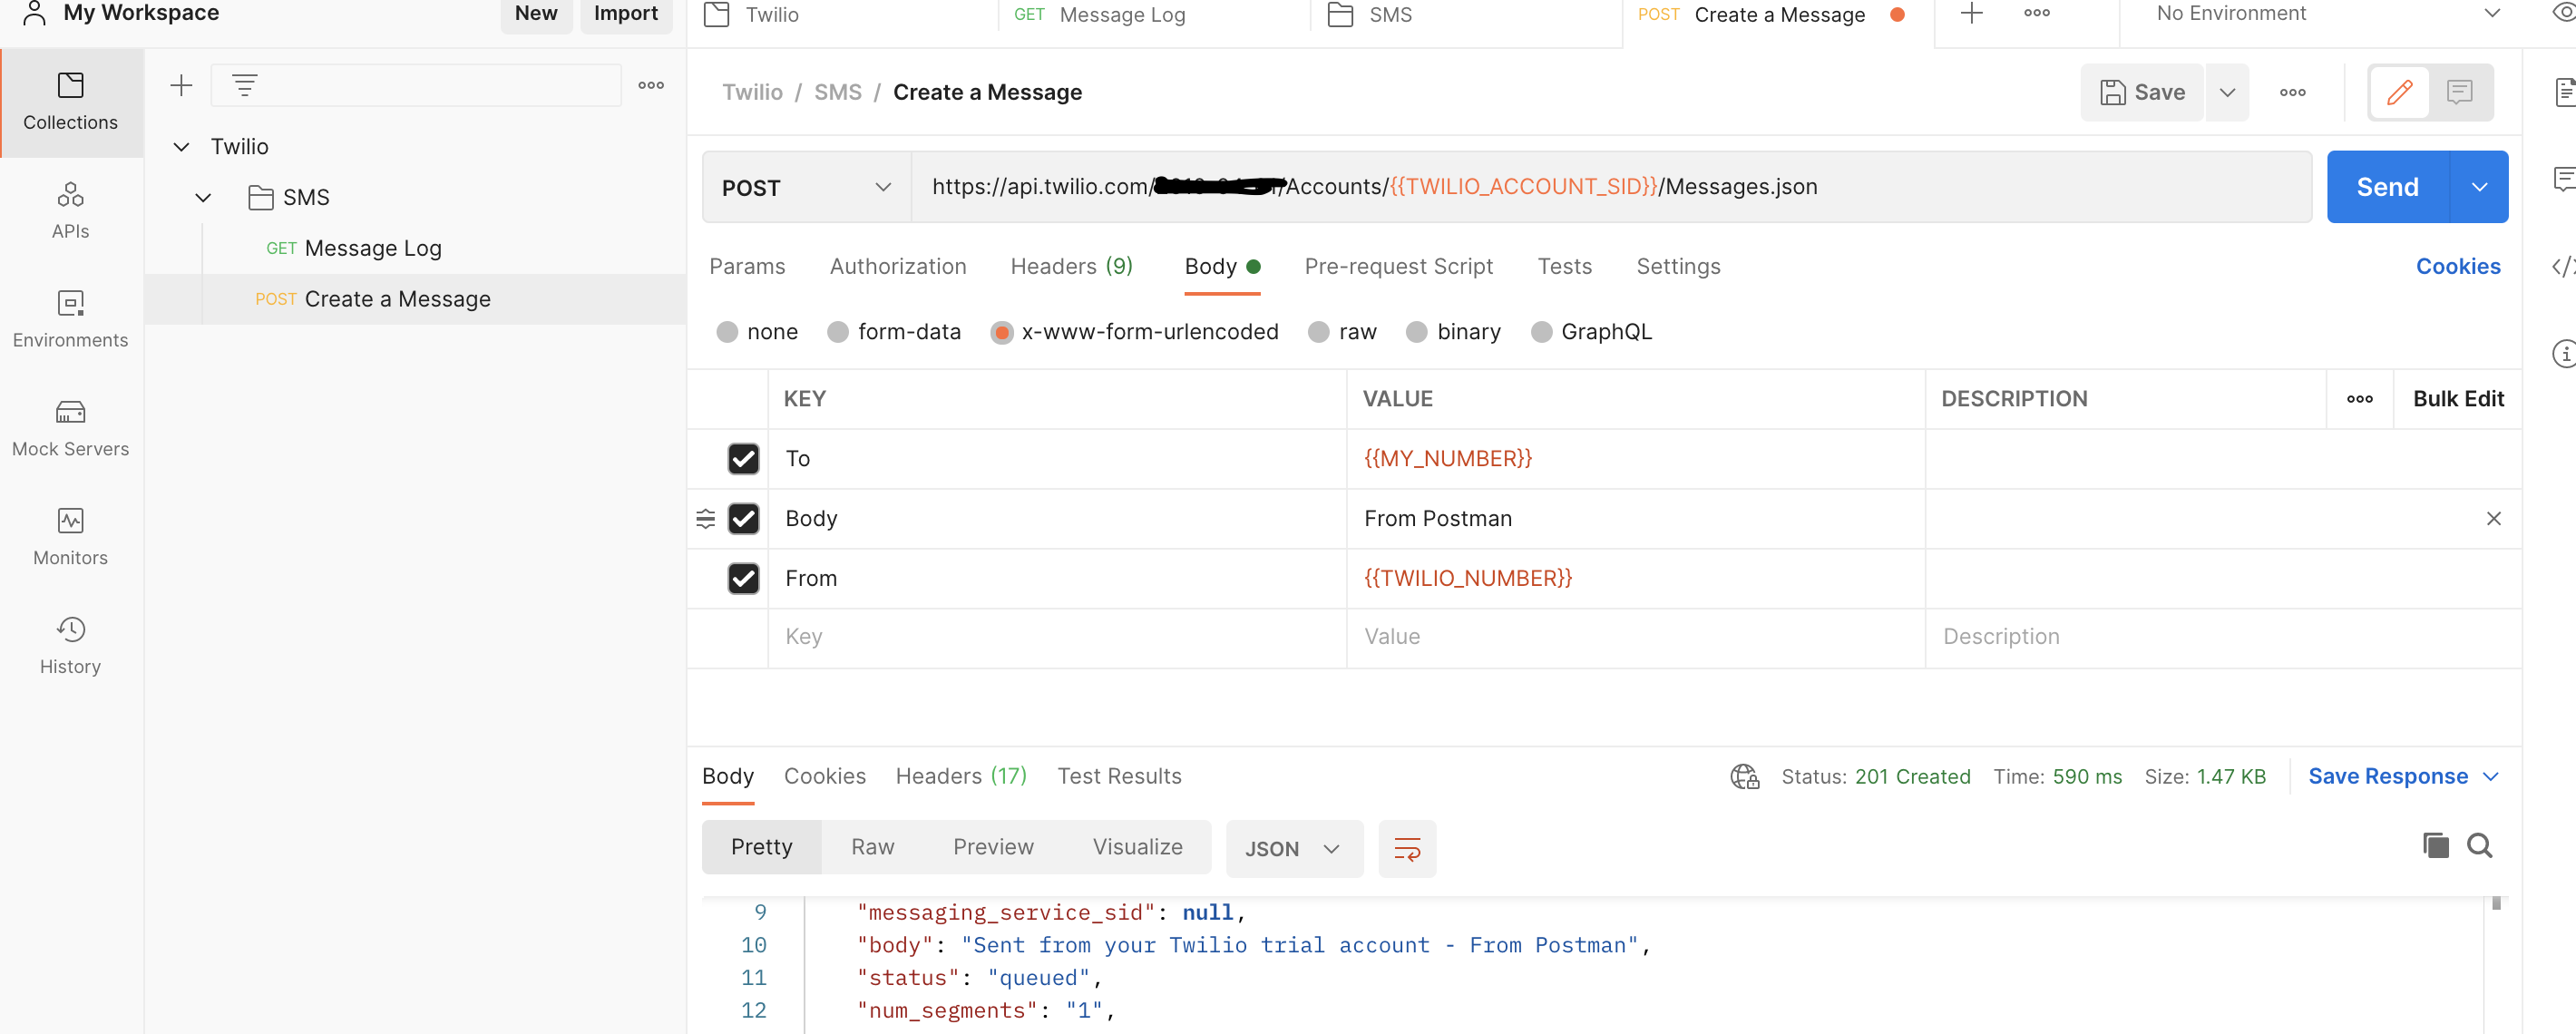 My Workspace New Import Twilio GET Message Log SMS POST Create a Message No Environment
Collections
APIs
Environments
Mock Servers
Monitors
History
Twilio
SMS
GET Message Log
POST Create a Message
Twilio / SMS / Create a Message Save
POST https://api.twilio.com/ /Accounts/{{TWILIO_ACCOUNT_SID}}/Messages.json Send
Params Authorization Headers (9) Body Pre-request Script Tests Settings Cookies
none form-data x-www-form-urlencoded raw binary GraphQL
KEY VALUE DESCRIPTION Bulk Edit
To {{MY_NUMBER}}
Body From Postman
From {{TWILIO_NUMBER}}
Key Value Description
Body Cookies Headers (17) Test Results Status: 201 Created Time: 590 ms Size: 1.47 KB Save Response
Pretty Raw Preview Visualize JSON
9 "messaging_service_sid": null,
10 "body": "Sent from your Twilio trial account - From Postman",
11 "status": "queued",
12 "num_segments": "1",